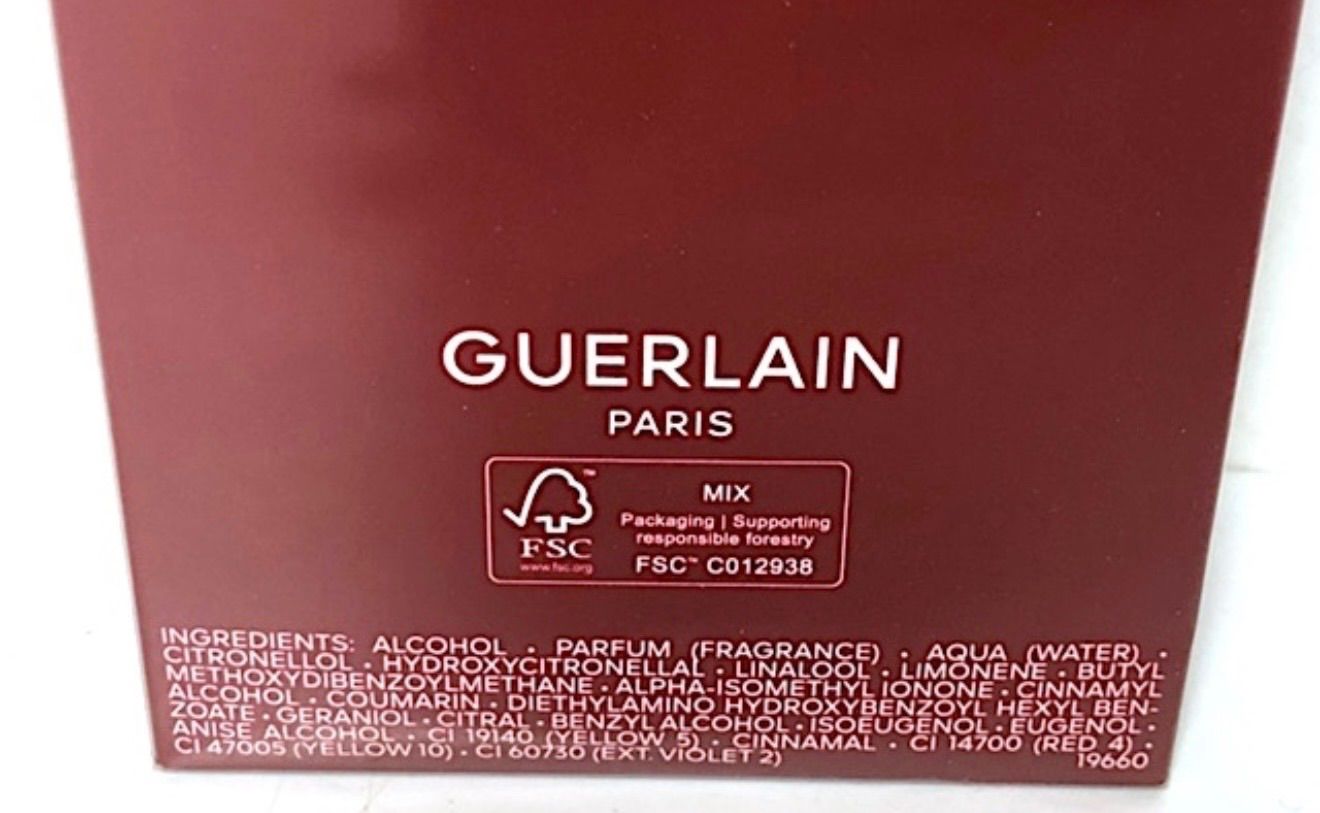 GUERLAIN
PARIS
™
FSC
www.fsc.org
MIX
Packaging | Supporting
responsible forestry
FSC™ C012938
INGREDIENTS: ALCOHOL • PARFUM (FRAGRANCE) • AQUA (WATER) •
CITRONELLOL • HYDROXYCITRONELLAL • LINALOOL • LIMONENE • BUTYL
METHOXYDIBENZOYLMETHANE • ALPHA-ISOMETHYL IONONE • CINNAMYL
ALCOHOL • COUMARIN • DIETHYLAMINO HYDROXYBENZOYL HEXYL BEN-
ZOATE • GERANIOL • CITRAL • BENZYL ALCOHOL • ISOEUGENOL • EUGENOL •
ANISE ALCOHOL • CI 19140 (YELLOW 5) • CINNAMAL • CI 14700 (RED 4) •
CI 47005 (YELLOW 10) • CI 60730 (EXT. VIOLET 2) 19660